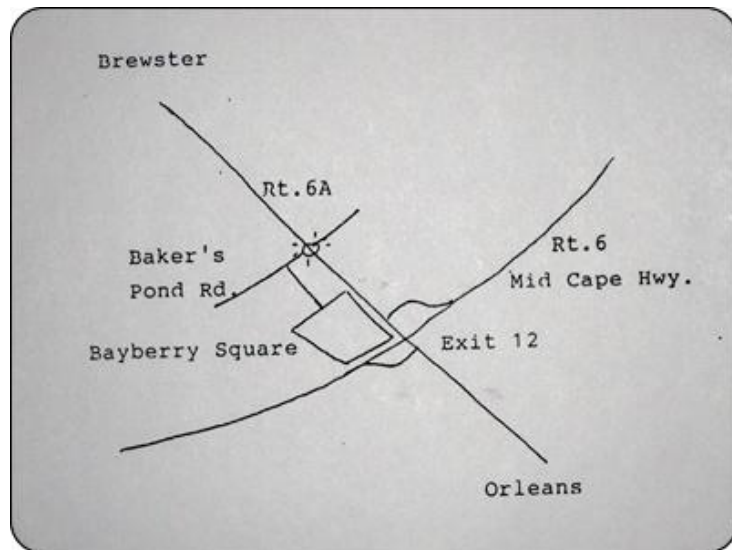 Brewster
Rt.6A
Baker's
Pond Rd.
Rt.6
Mid Cape Hwy.
Bayberry Square
Exit 12
Orleans